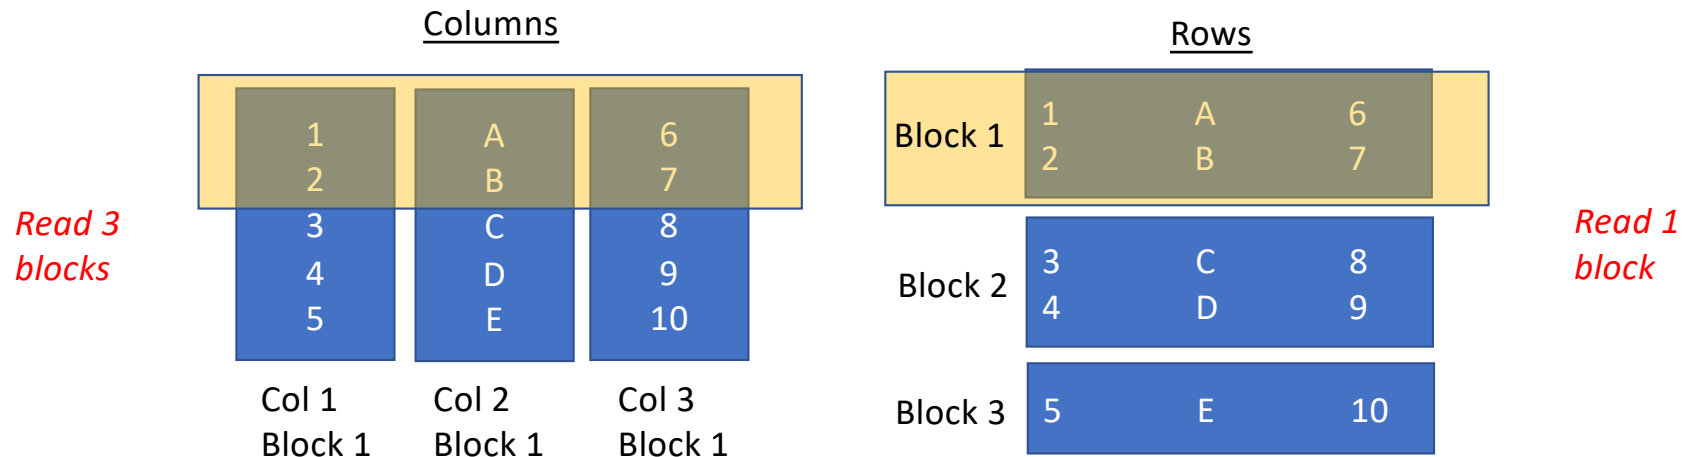 Columns
1 A 6
2 B 7
3 C 8
4 D 9
5 E 10
Col 1 Col 2 Col 3
Block 1 Block 1 Block 1
Read 3
blocks
Rows
Block 1
1 A 6
2 B 7
Block 2
3 C 8
4 D 9
Block 3
5 E 10
Read 1
block